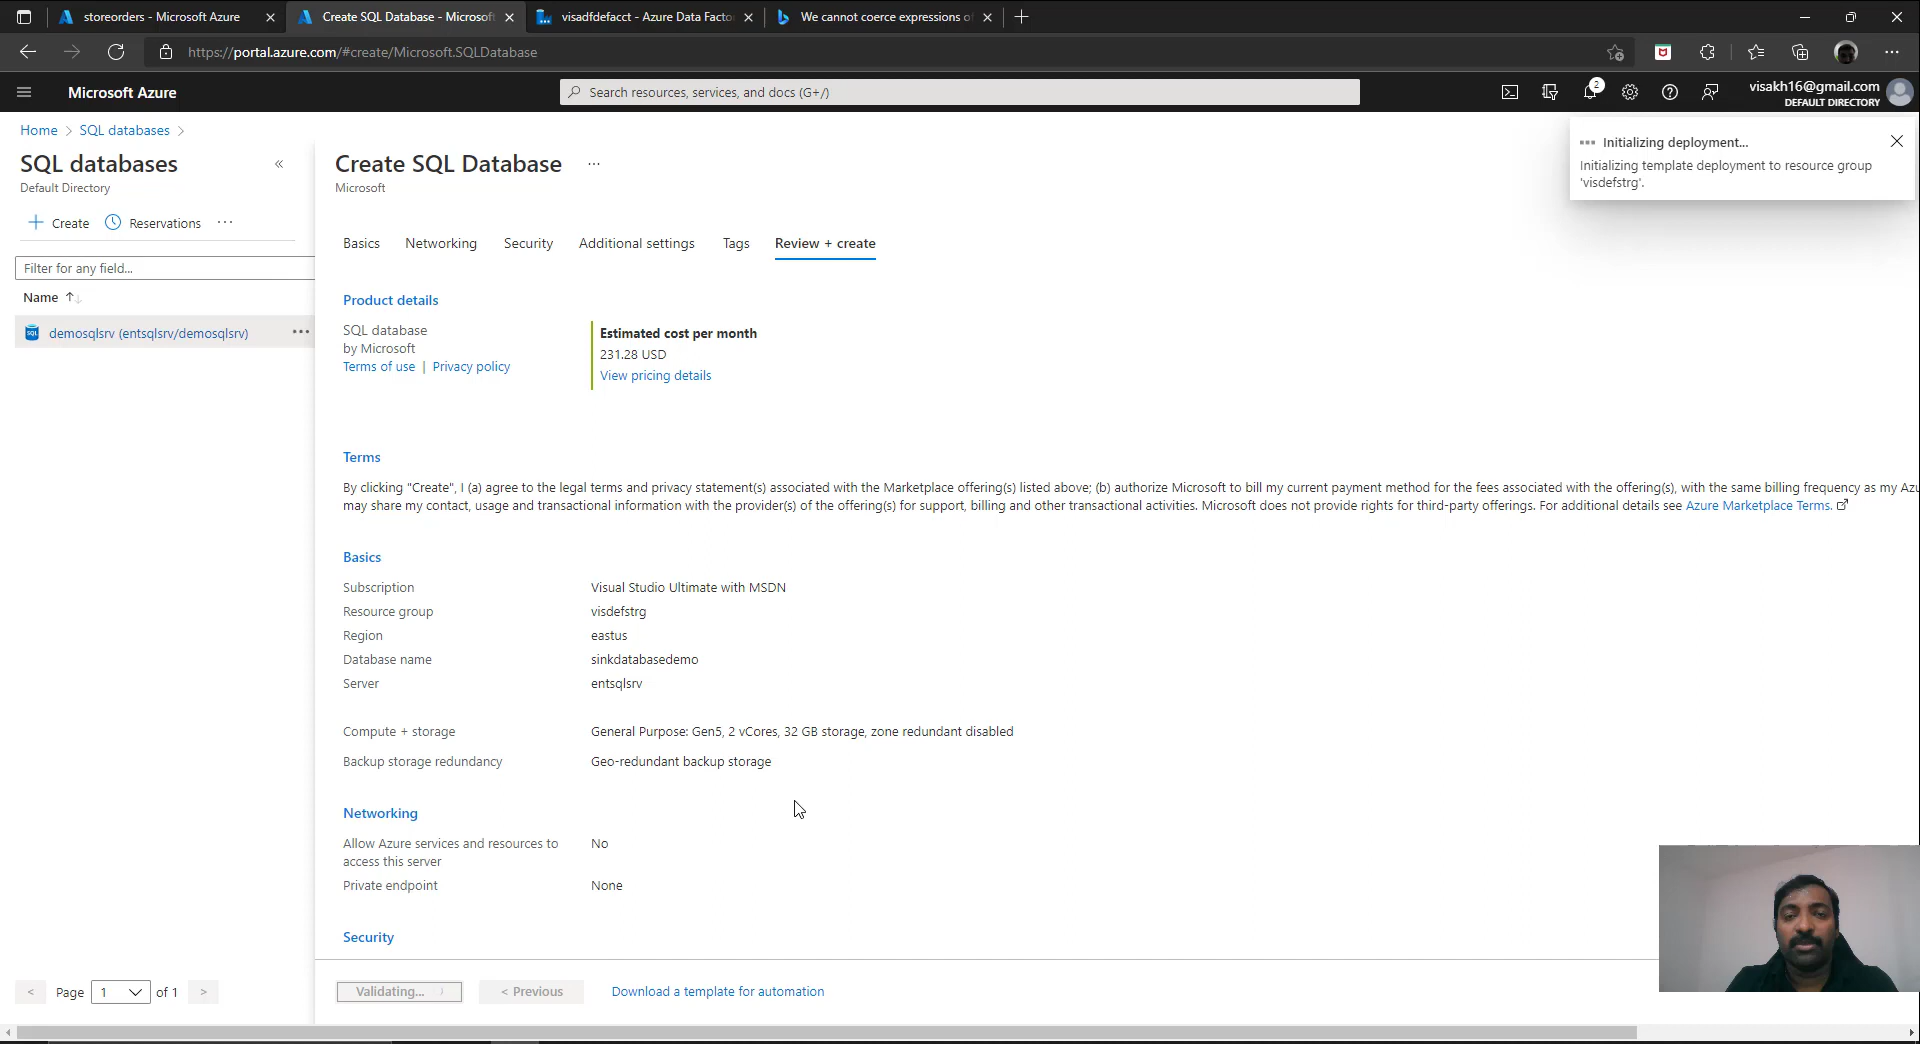 storeorders - Microsoft Azure
Create SQL Database - Microsoft
visadfdefacct - Azure Data Facto
We cannot coerce expressions o
https://portal.azure.com/#create/Microsoft.SQLDatabase
Microsoft Azure
Search resources, services, and docs (G+/)
2
visakh16@gmail.com
DEFAULT DIRECTORY
Home > SQL databases >
SQL databases
Default Directory
Create
Reservations
Filter for any field...
Name
demosqlsrv (entsqlsrv/demosqlsrv)
< Page 1 of 1 >
Create SQL Database
Microsoft
Basics Networking Security Additional settings Tags Review + create
Product details
SQL database
by Microsoft
Terms of use | Privacy policy
Estimated cost per month
231.28 USD
View pricing details
Terms
By clicking "Create", I (a) agree to the legal terms and privacy statement(s) associated with the Marketplace offering(s) listed above; (b) authorize Microsoft to bill my current payment method for the fees associated with the offering(s), with the same billing frequency as my Azu
may share my contact, usage and transactional information with the provider(s) of the offering(s) for support, billing and other transactional activities. Microsoft does not provide rights for third-party offerings. For additional details see Azure Marketplace Terms.
Basics
Subscription Visual Studio Ultimate with MSDN
Resource group visdefstrg
Region eastus
Database name sinkdatabasedemo
Server entsqlsrv
Compute + storage General Purpose: Gen5, 2 vCores, 32 GB storage, zone redundant disabled
Backup storage redundancy Geo-redundant backup storage
Networking
Allow Azure services and resources to No
access this server
Private endpoint None
Security
Validating...
< Previous
Download a template for automation
Initializing deployment...
Initializing template deployment to resource group
'visdefstrg'.